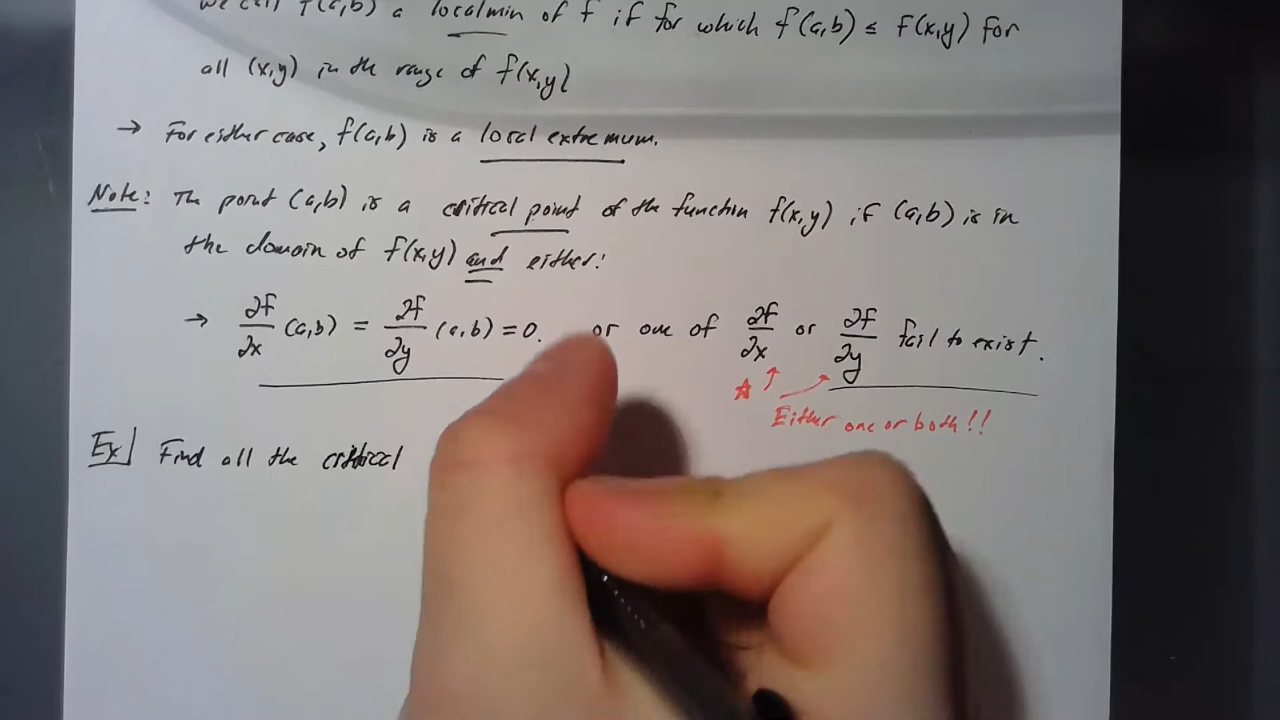 we call f(a,b) a local min of f if for which f(a,b) ≤ f(x,y) for
all (x,y) in the range of f(x,y)
→ For either case, f(a,b) is a local extremum.
Note: The point (a,b) is a critical point of the function f(x,y) if (a,b) is in
the domain of f(x,y) and either:
→ ∂f/∂x (a,b) = ∂f/∂y (a,b) = 0. or one of ∂f/∂x or ∂f/∂y fail to exist.
☆ Either one or both!!
Ex] Find all the critical